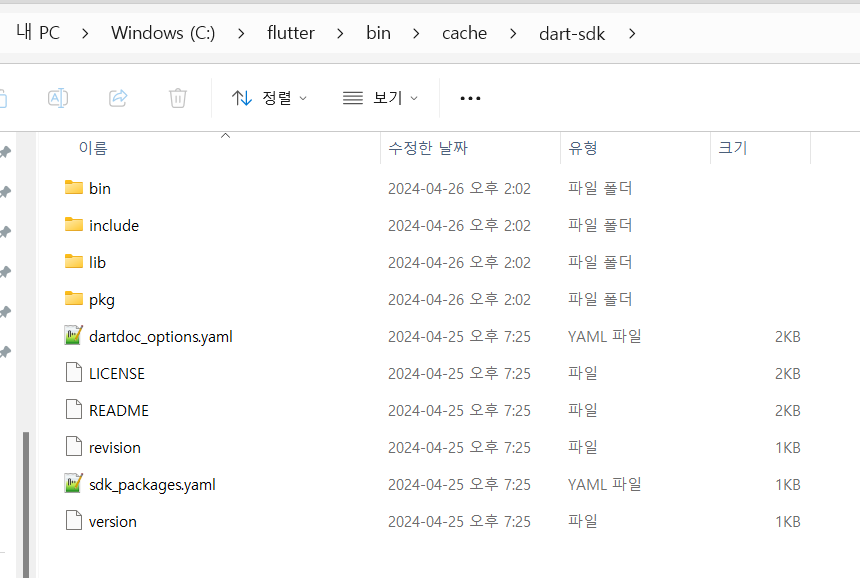 내 PC > Windows (C:) > flutter > bin > cache > dart-sdk >
정렬 보기 •••
이름 수정한 날짜 유형 크기
bin 2024-04-26 오후 2:02 파일 폴더
include 2024-04-26 오후 2:02 파일 폴더
lib 2024-04-26 오후 2:02 파일 폴더
pkg 2024-04-26 오후 2:02 파일 폴더
dartdoc_options.yaml 2024-04-25 오후 7:25 YAML 파일 2KB
LICENSE 2024-04-25 오후 7:25 파일 2KB
README 2024-04-25 오후 7:25 파일 2KB
revision 2024-04-25 오후 7:25 파일 1KB
sdk_packages.yaml 2024-04-25 오후 7:25 YAML 파일 1KB
version 2024-04-25 오후 7:25 파일 1KB